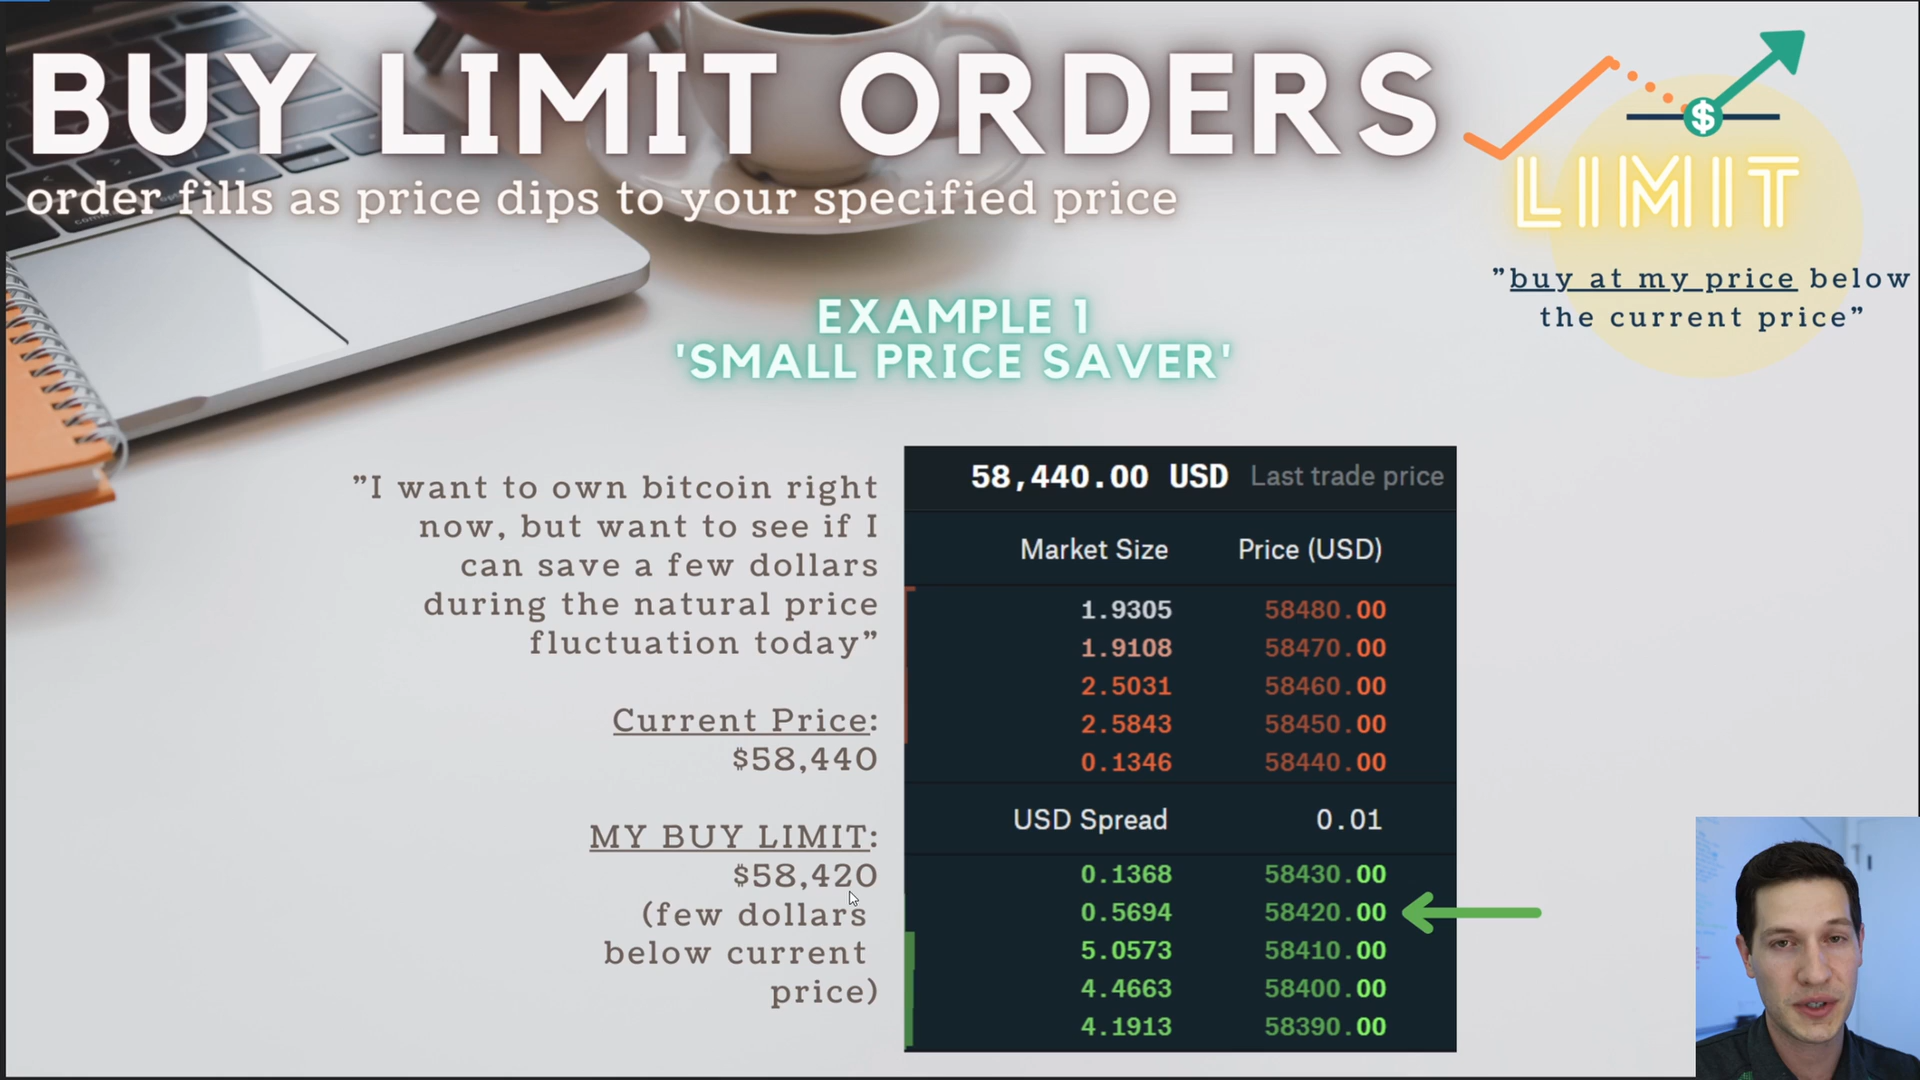 BUY LIMIT ORDERS
order fills as price dips to your specified price
$
LIMIT
"buy at my price below
the current price"
EXAMPLE 1
'SMALL PRICE SAVER'
"I want to own bitcoin right
now, but want to see if I
can save a few dollars
during the natural price
fluctuation today"
Current Price:
$58,440
MY BUY LIMIT:
$58,420
(few dollars
below current
price)
58,440.00 USD Last trade price
Market Size Price (USD)
1.9305 58480.00
1.9108 58470.00
2.5031 58460.00
2.5843 58450.00
0.1346 58440.00
USD Spread 0.01
0.1368 58430.00
0.5694 58420.00
5.0573 58410.00
4.4663 58400.00
4.1913 58390.00